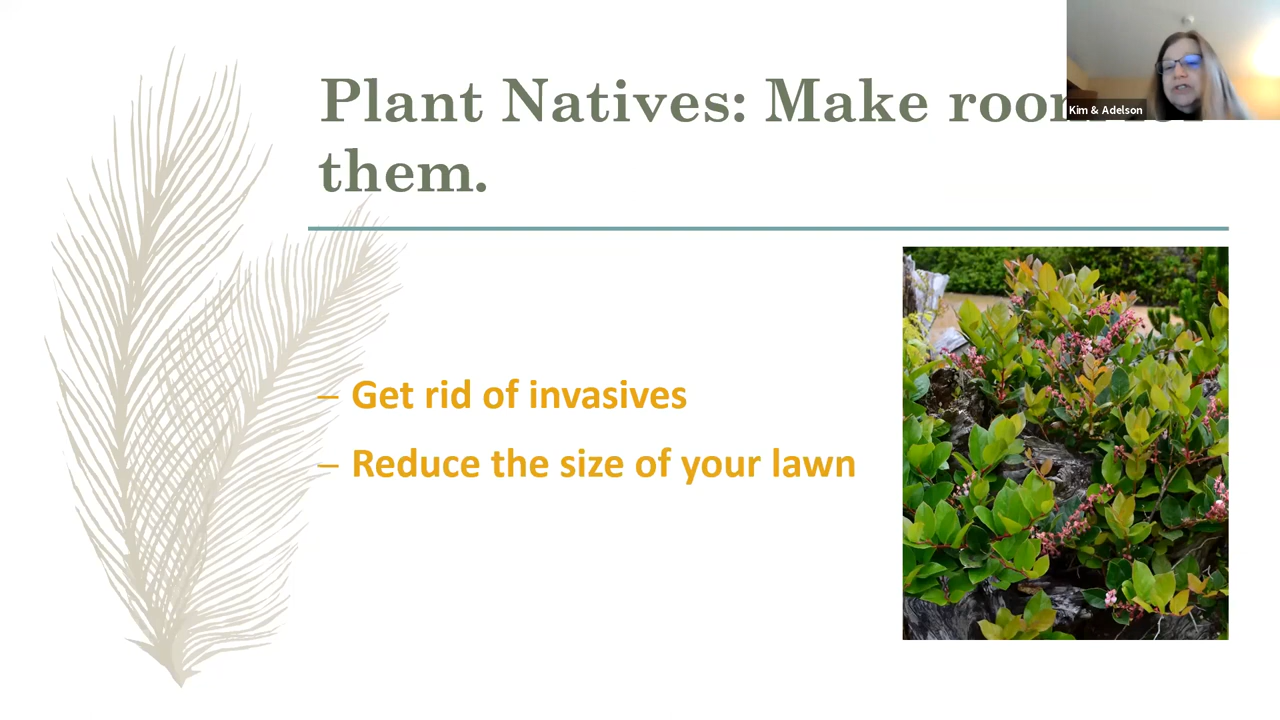 Plant Natives: Make room
them.
Kim & Adelson
– Get rid of invasives
– Reduce the size of your lawn